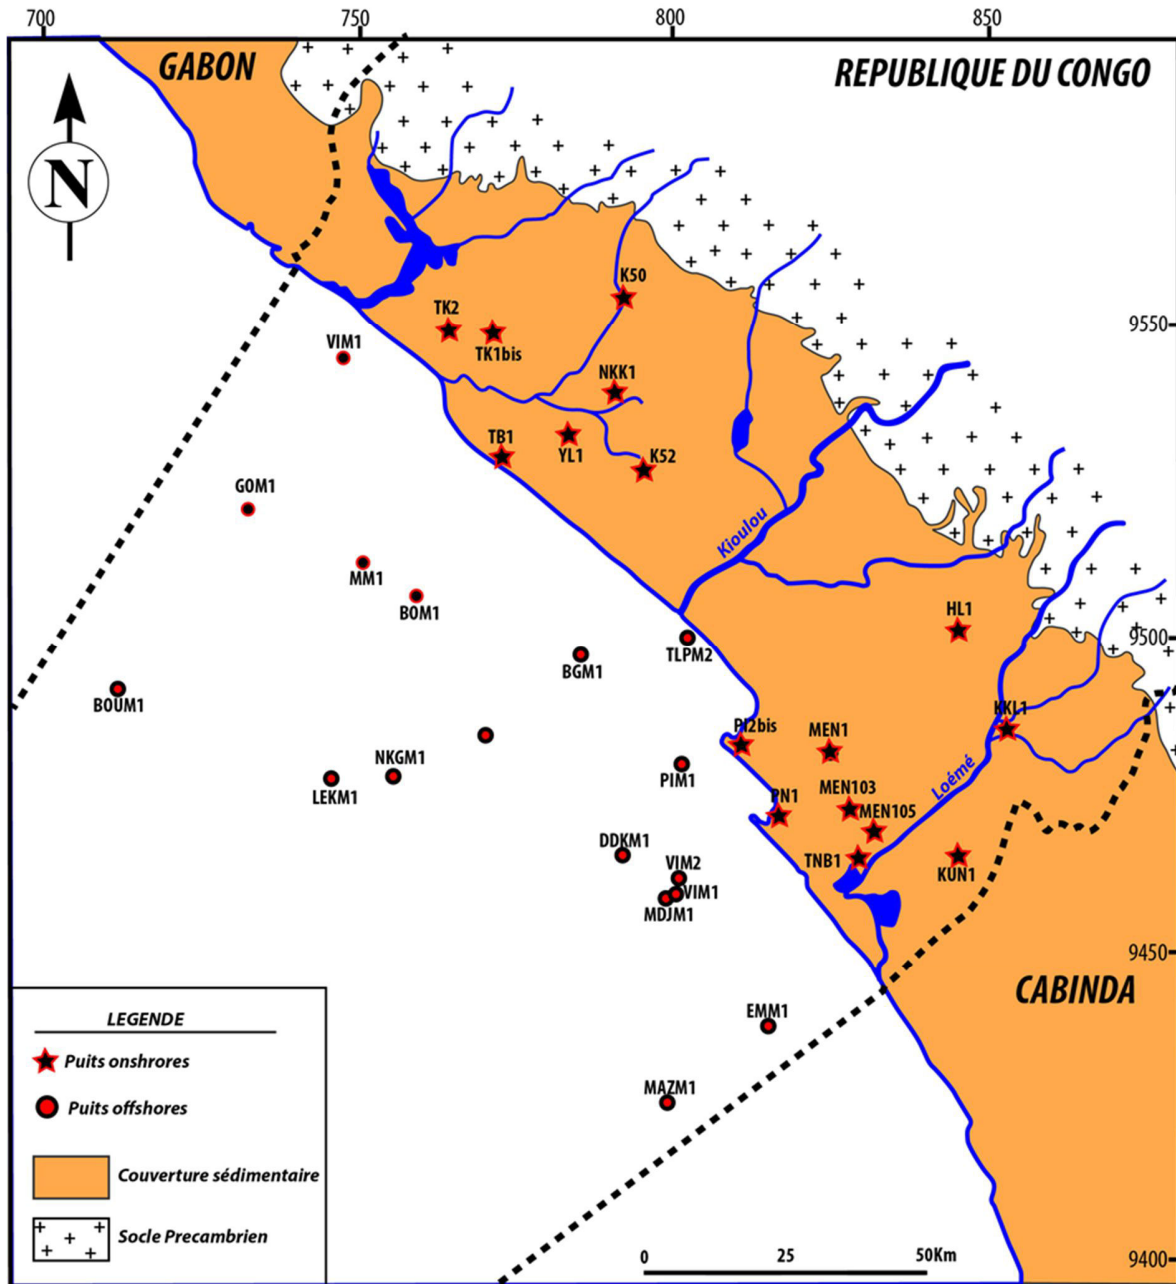 700 750 800 850
GABON
REPUBLIQUE DU CONGO
N
K50
TK2
9550
TK1bis
VIM1
NKK1
TB1
YL1
K52
GOM1
Kioulou
MM1
BOM1
HL1
9500
TLPM2
BGM1
BOUM1
KKL1
PI2bis
MEN1
NKGM1
PIM1
LEKM1
Loémé
MEN103
PN1
MEN105
DDKM1
TNB1
VIM2
KUN1
VIM1
MDJM1
9450
CABINDA
EMM1
LEGENDE
Puits onshrores
MAZM1
Puits offshores
Couverture sédimentaire
Socle Precambrien
0 25 50Km
9400